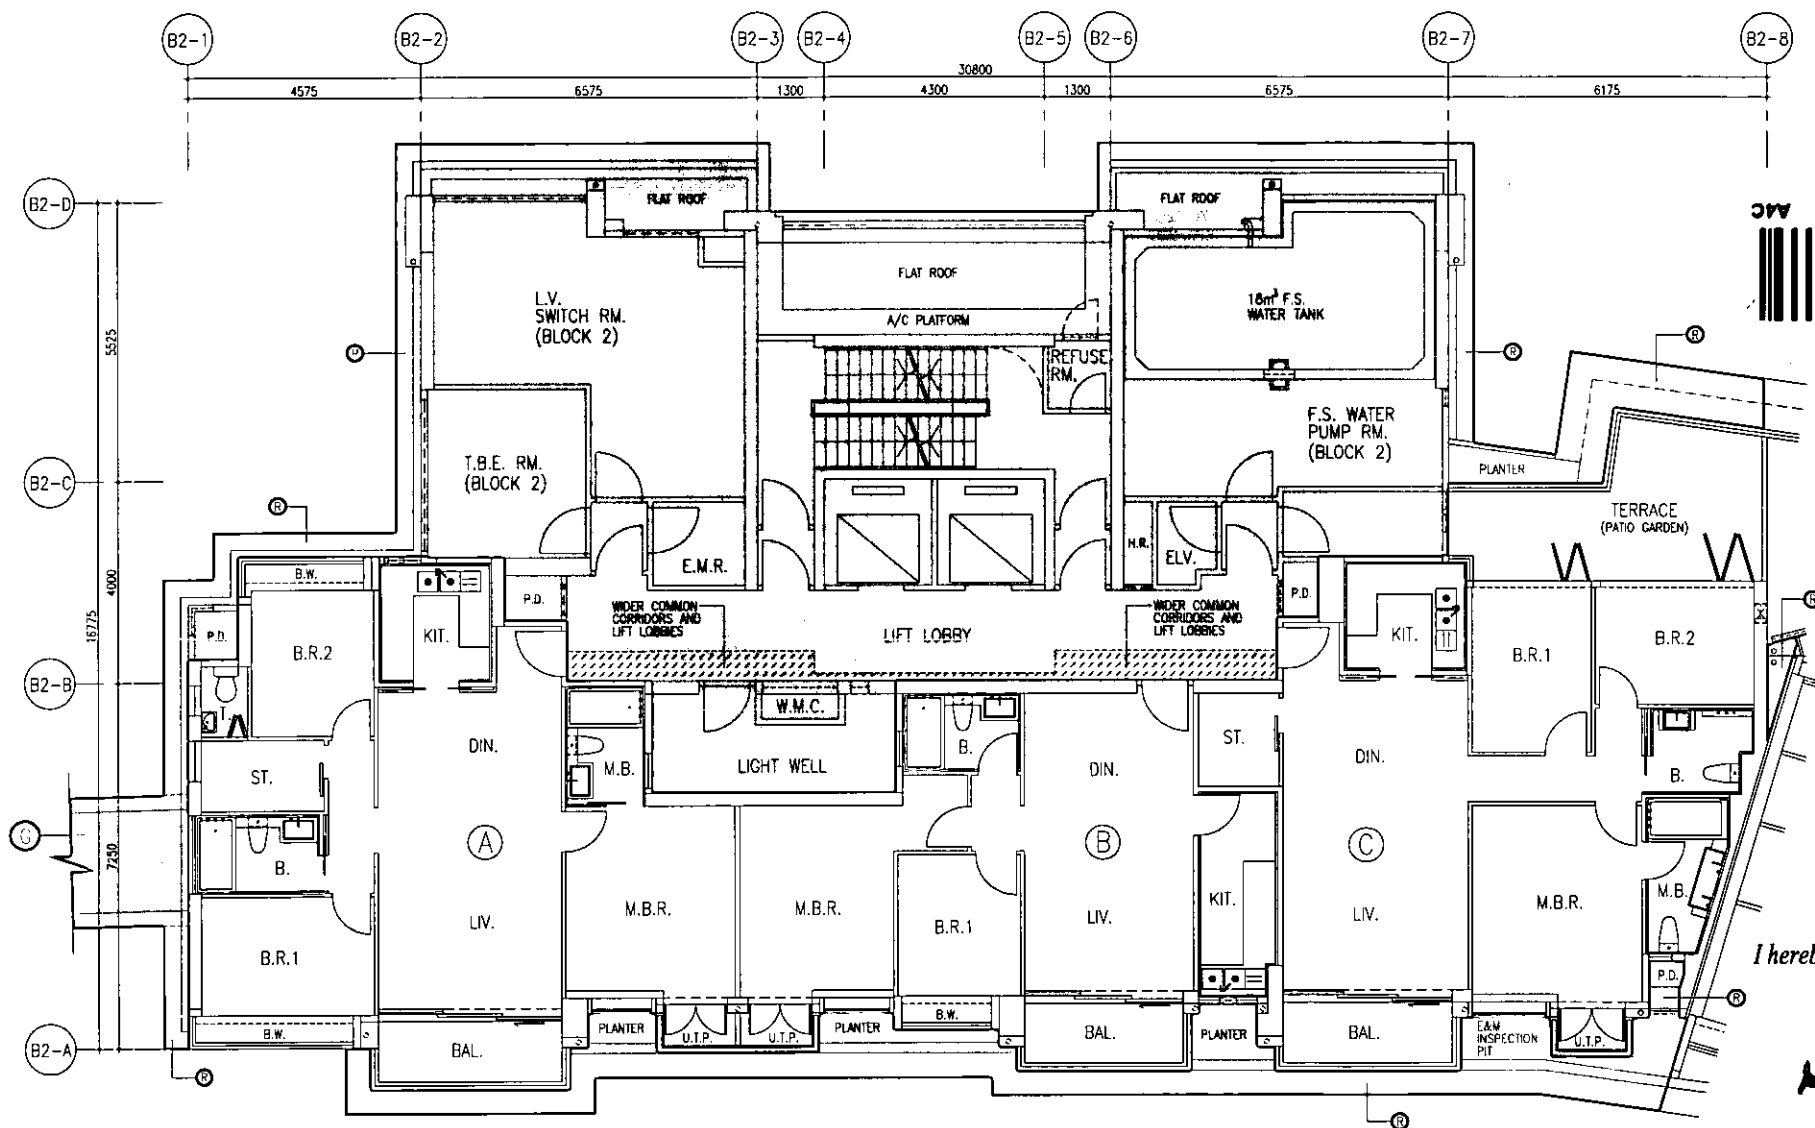 B2-1 B2-2 B2-3 B2-4 B2-5 B2-6 B2-7 B2-8
30800
4575 6575 1300 4300 1300 6575 6175
B2-D
B2-C
B2-B
B2-A
5525
4000
16775
7250
A4C
FLAT ROOF
FLAT ROOF
FLAT ROOF
A/C PLATFORM
L.V.
SWITCH RM.
(BLOCK 2)
18m³ F.S.
WATER TANK
REFUSE
RM.
F.S. WATER
PUMP RM.
(BLOCK 2)
T.B.E. RM.
(BLOCK 2)
PLANTER
TERRACE
(PATIO GARDEN)
P
R
R
R
R
E.M.R.
H.R.
ELV.
B.W.
P.D.
P.D.
P.D.
WIDER COMMON
CORRIDORS AND
LIFT LOBBIES
WIDER COMMON
CORRIDORS AND
LIFT LOBBIES
LIFT LOBBY
KIT.
KIT.
B.R.2
B.R.1
B.R.2
T.
W.M.C.
DIN.
ST.
M.B.
LIGHT WELL
B.
DIN.
ST.
DIN.
B.
G
A
B
C
B.
M.B.R.
M.B.R.
B.R.1
LIV.
LIV.
KIT.
LIV.
M.B.R.
M.B.
B.R.1
P.D.
R
I hereb
B.W.
BAL.
PLANTER
U.T.P.
U.T.P.
PLANTER
B.W.
BAL.
PLANTER
BAL.
E&M
INSPECTION
PIT
U.T.P.
R
R